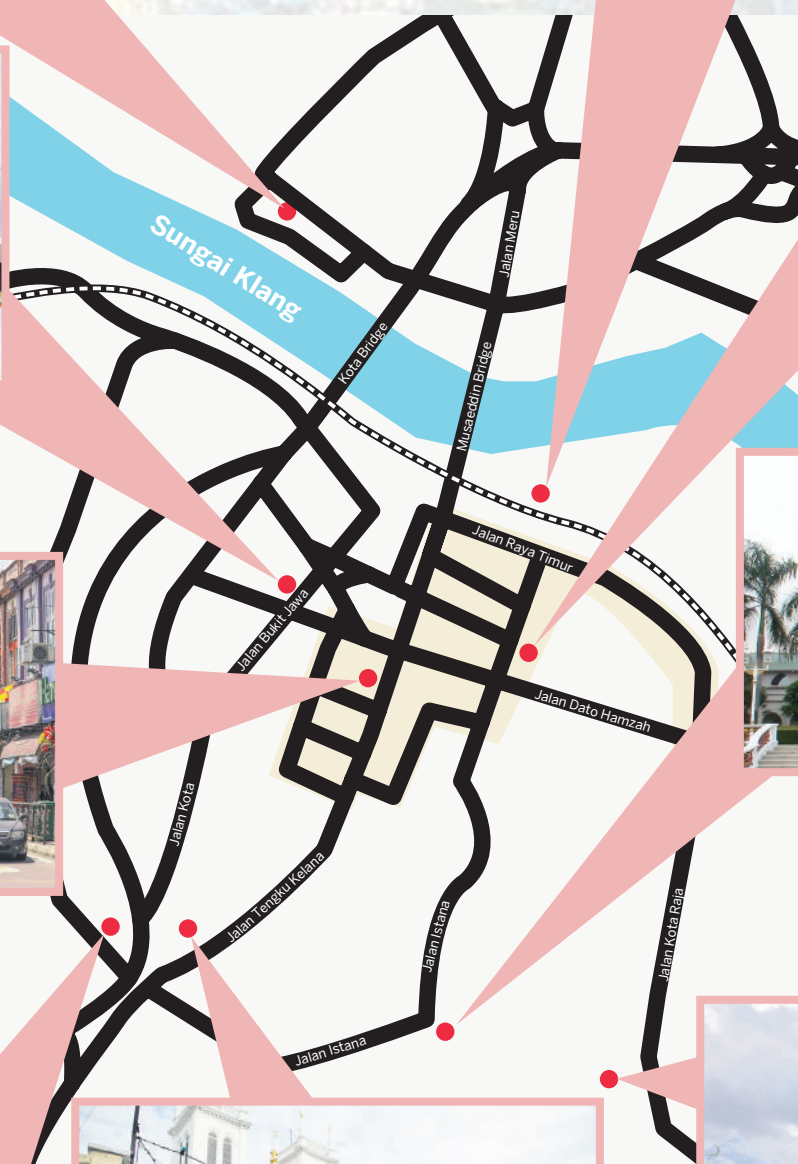 Jalan Meru
Sungai Klang
Kota Bridge
Musaeddin Bridge
Jalan Raya Timur
Jalan Bukit Jawa
Jalan Dato Hamzah
Jalan Kota
Jalan Tengku Kelana
Jalan Istana
Jalan Kota Raja
Jalan Istana